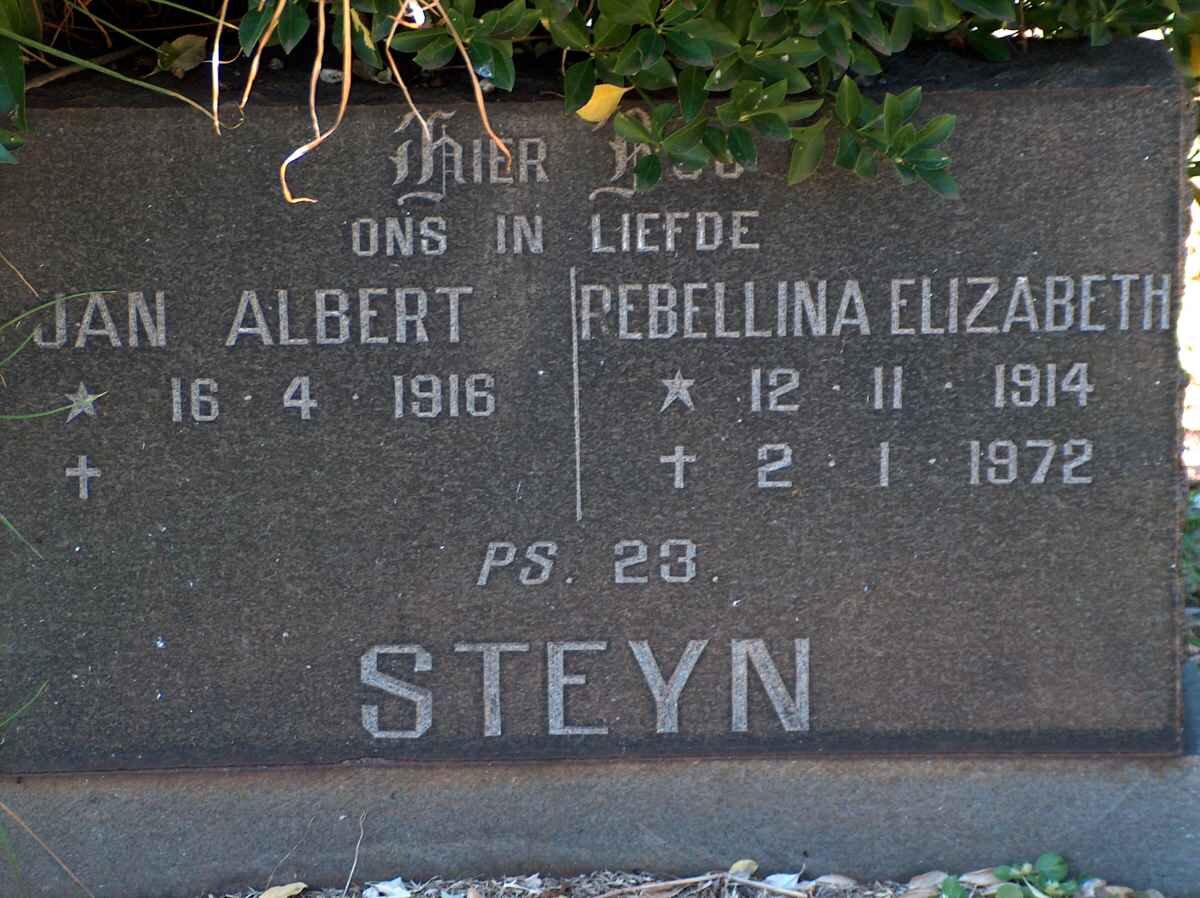 HIER
ONS IN LIEFDE
JAN ALBERT
★ 16 · 4 · 1916
✝
REBELLINA ELIZABETH
★ 12 · 11 · 1914
✝ 2 · 1 · 1972
PS. 23.
STEYN